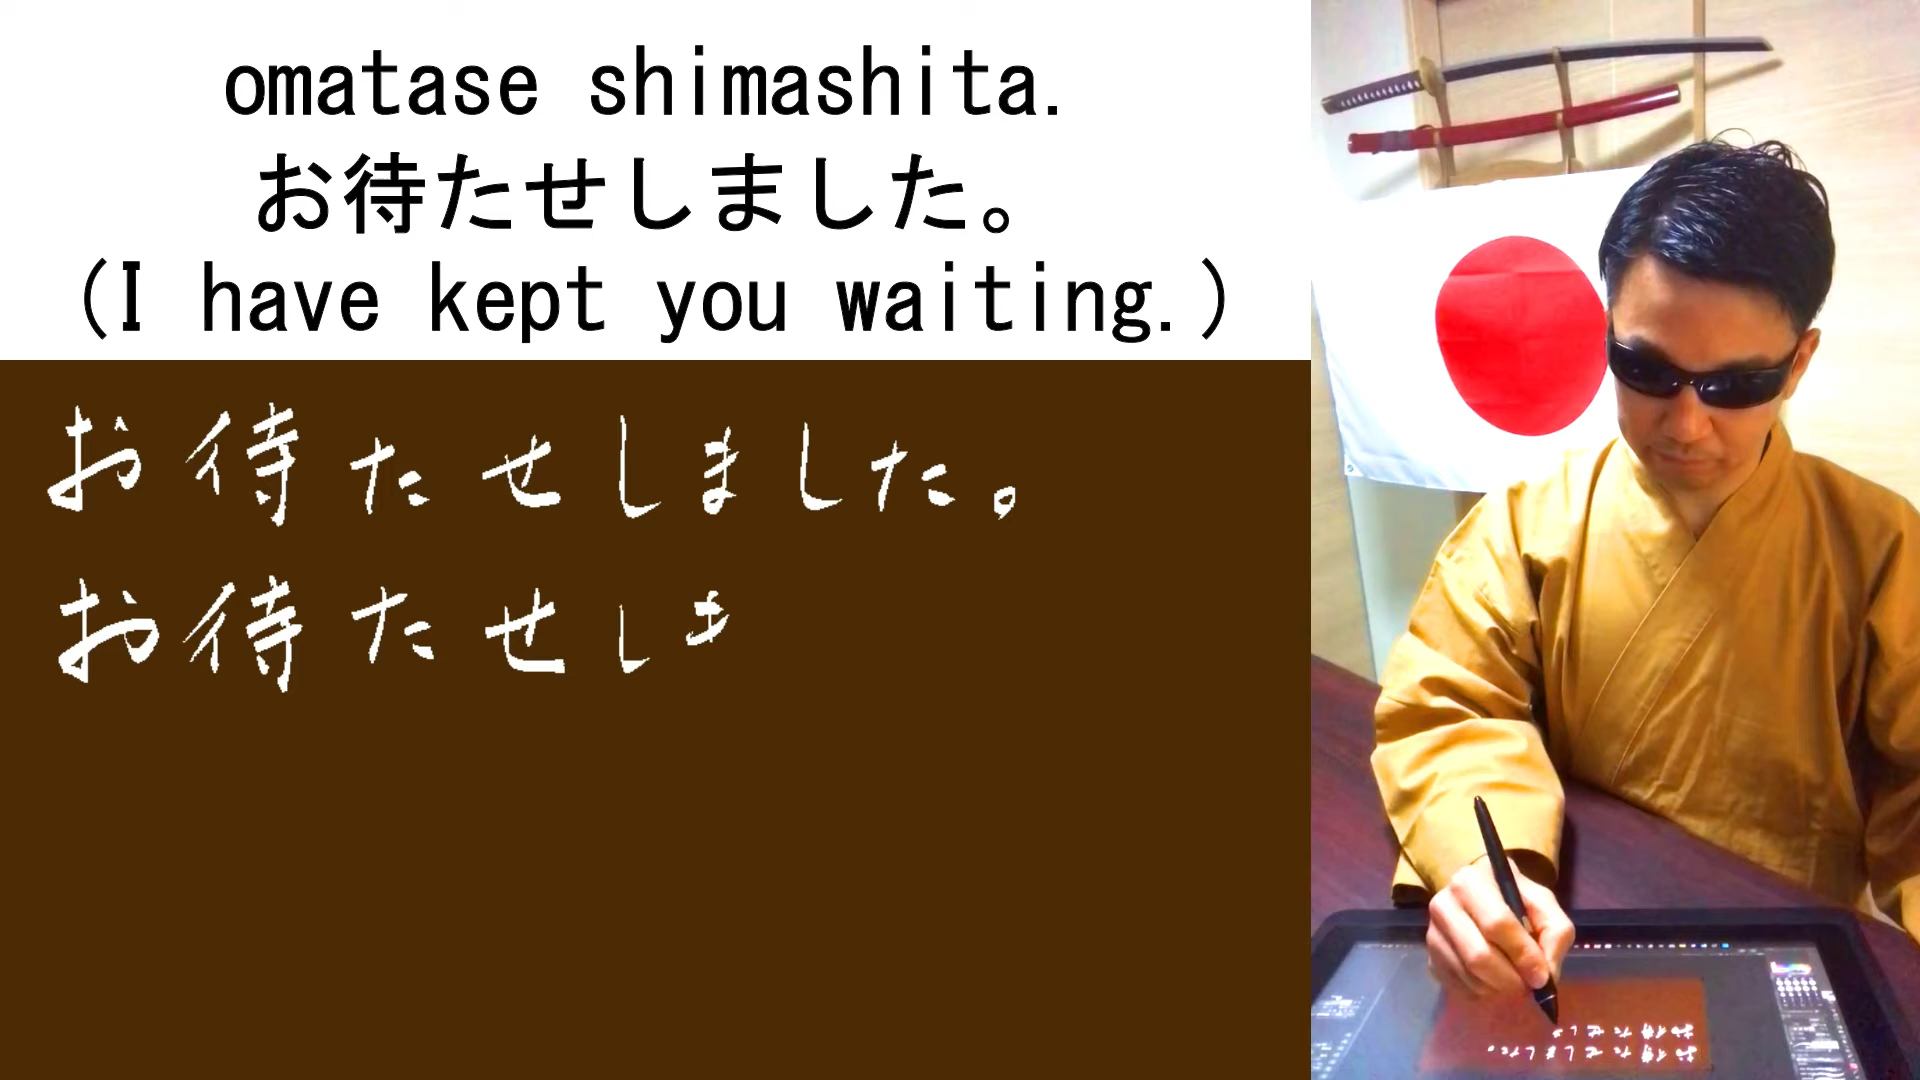 omatase shimashita.
お待たせしました。
(I have kept you waiting.)
お待たせしました。
お待たせしま